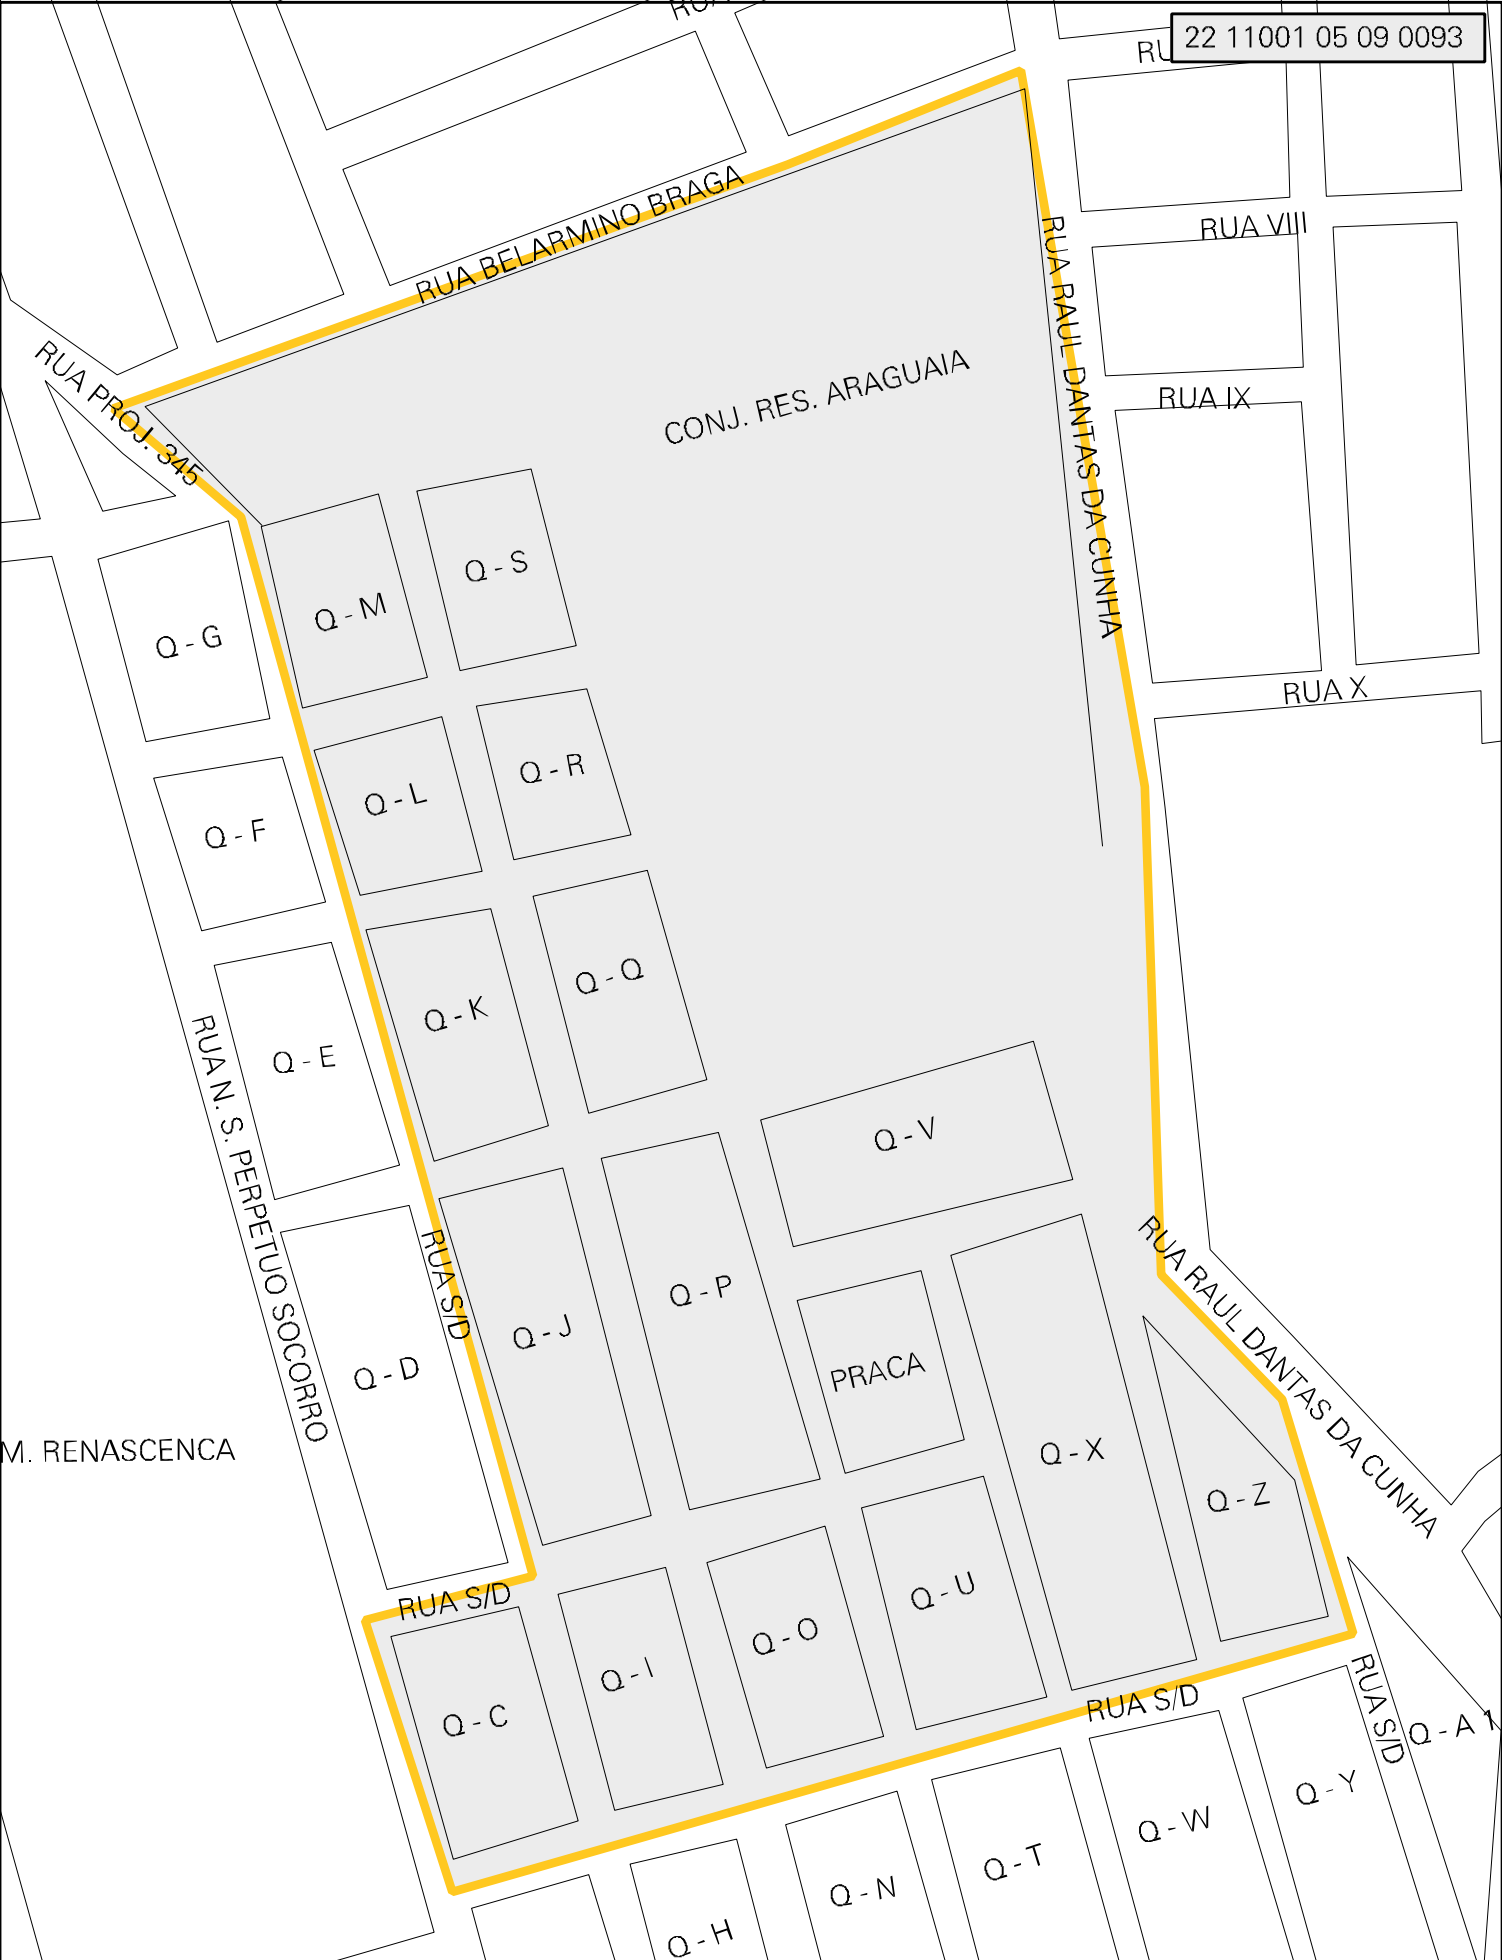 22 11001 05 09 0093
RUA BELARMINO BRAGA
RUA VIII
RUA PROJ. 345
RUA RAUL DANTAS DA CUNHA
CONJ. RES. ARAGUAIA
RUA IX
Q - S
Q - M
Q - G
RUA X
Q - R
Q - L
Q - F
Q - Q
Q - K
Q - E
RUA N. S. PERPETUO SOCORRO
Q - V
RUA S/D
Q - P
Q - J
RUA RAUL DANTAS DA CUNHA
PRACA
Q - D
M. RENASCENCA
Q - X
Q - Z
RUA S/D
Q - U
Q - O
Q - I
Q - C
RUA S/D
RUA S/D
Q - A 1
Q - Y
Q - W
Q - T
Q - N
Q - H